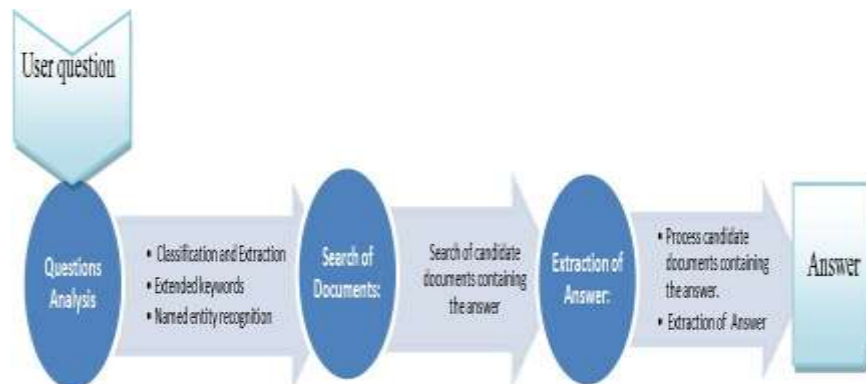 User question
Questions
Analysis
• Classification and Extraction
• Extended keywords
• Named entity recognition
Search of
Documents:
Search of candidate
documents containing
the answer
Extraction of
Answer:
• Process candidate
documents containing
the answer.
• Extraction of Answer
Answer